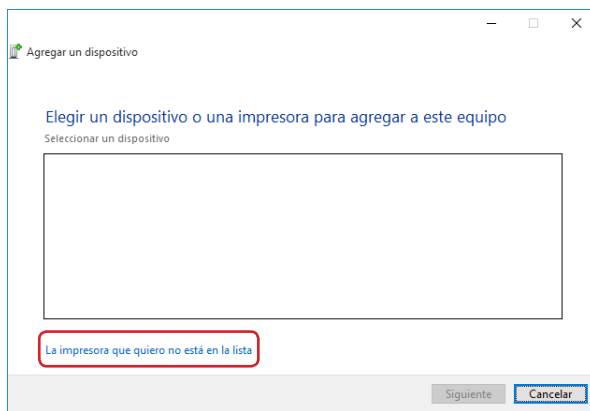 Agregar un dispositivo
Elegir un dispositivo o una impresora para agregar a este equipo
Seleccionar un dispositivo
La impresora que quiero no está en la lista
Siguiente
Cancelar